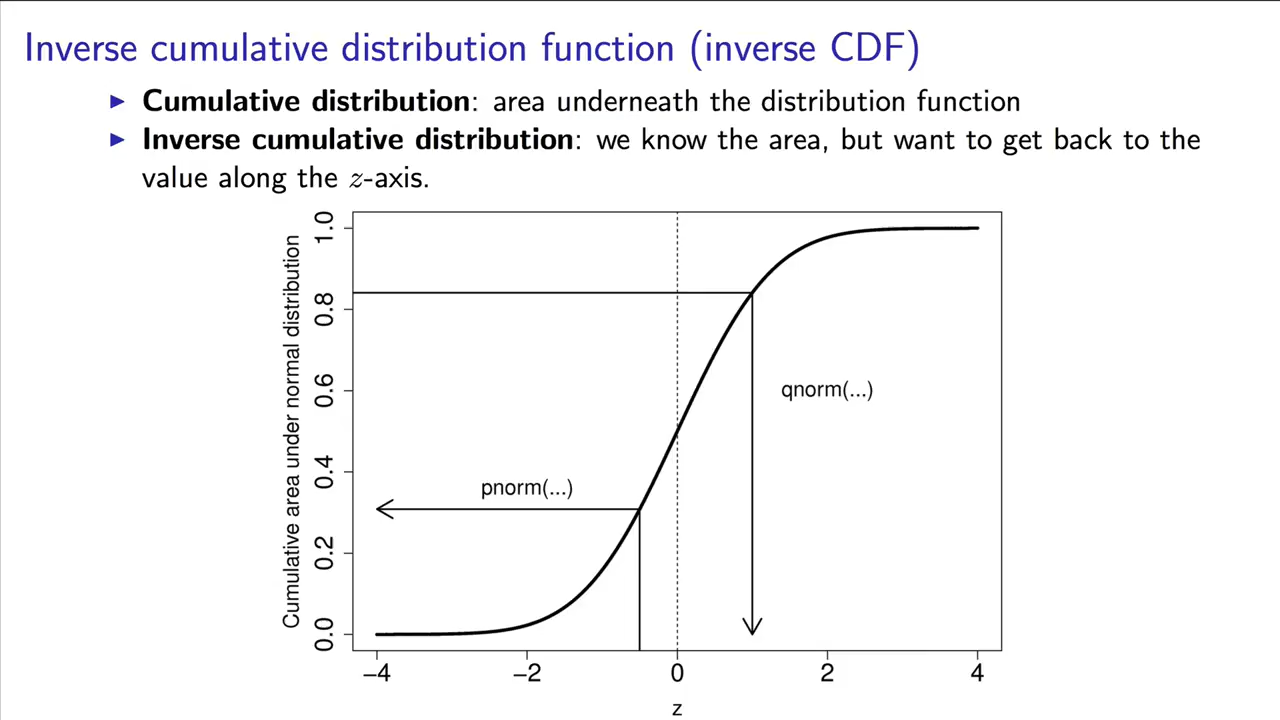 Inverse cumulative distribution function (inverse CDF)
▶ Cumulative distribution: area underneath the distribution function
▶ Inverse cumulative distribution: we know the area, but want to get back to the
value along the z-axis.
Cumulative area under normal distribution
1.0
0.8
0.6
0.4
0.2
0.0
qnorm(...)
pnorm(...)
−4
−2
0
2
4
z